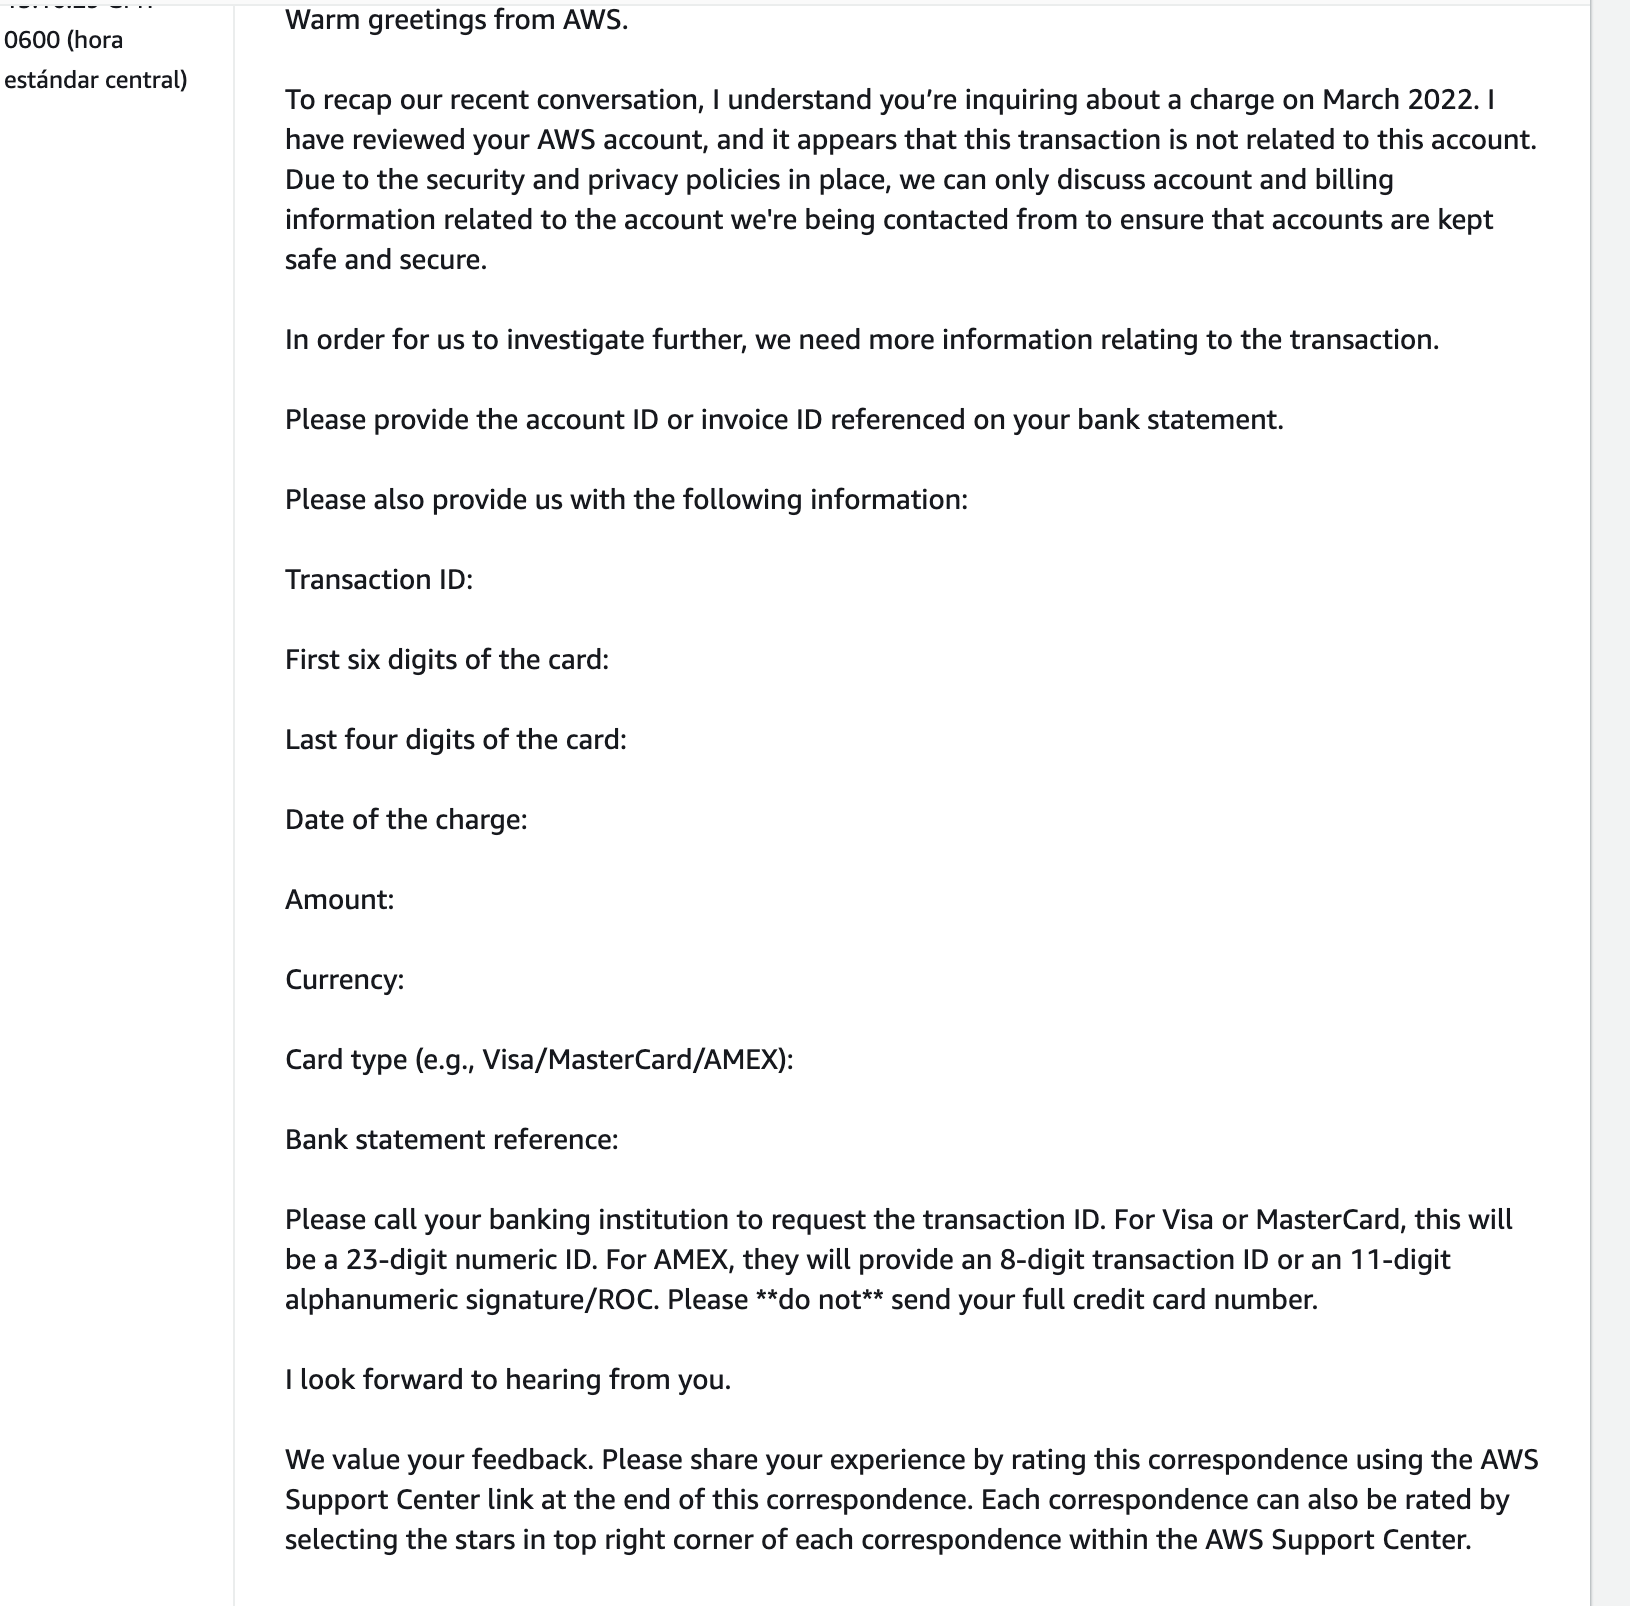 0600 (hora
estándar central)
Warm greetings from AWS.
To recap our recent conversation, I understand you’re inquiring about a charge on March 2022. I
have reviewed your AWS account, and it appears that this transaction is not related to this account.
Due to the security and privacy policies in place, we can only discuss account and billing
information related to the account we're being contacted from to ensure that accounts are kept
safe and secure.
In order for us to investigate further, we need more information relating to the transaction.
Please provide the account ID or invoice ID referenced on your bank statement.
Please also provide us with the following information:
Transaction ID:
First six digits of the card:
Last four digits of the card:
Date of the charge:
Amount:
Currency:
Card type (e.g., Visa/MasterCard/AMEX):
Bank statement reference:
Please call your banking institution to request the transaction ID. For Visa or MasterCard, this will
be a 23-digit numeric ID. For AMEX, they will provide an 8-digit transaction ID or an 11-digit
alphanumeric signature/ROC. Please **do not** send your full credit card number.
I look forward to hearing from you.
We value your feedback. Please share your experience by rating this correspondence using the AWS
Support Center link at the end of this correspondence. Each correspondence can also be rated by
selecting the stars in top right corner of each correspondence within the AWS Support Center.